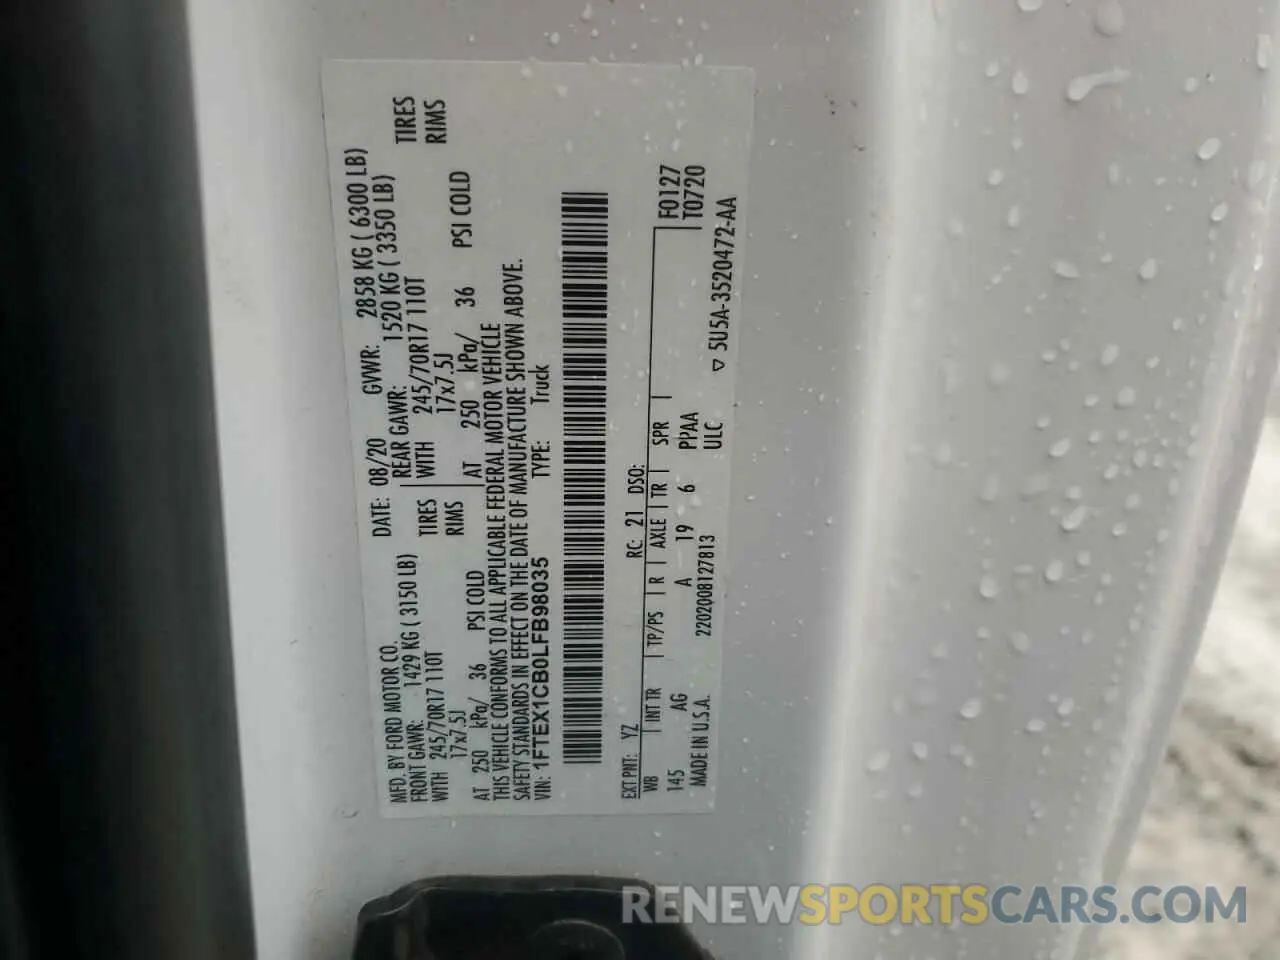 MFD. BY FORD MOTOR CO.
DATE: 08/20 GVWR: 2858 KG ( 6300 LB)
FRONT GAWR: 1429 KG ( 3150 LB)
REAR GAWR: 1520 KG ( 3350 LB)
WITH 245/70R17 110T TIRES
WITH 245/70R17 110T TIRES
17x7.5J RIMS
17x7.5J RIMS
AT 250 kPa/ 36 PSI COLD
AT 250 kPa/ 36 PSI COLD
THIS VEHICLE CONFORMS TO ALL APPLICABLE FEDERAL MOTOR VEHICLE
SAFETY STANDARDS IN EFFECT ON THE DATE OF MANUFACTURE SHOWN ABOVE.
VIN: 1FTEX1CB0LFB98035 TYPE: Truck
EXT PNT: YZ RC: 21 DSO: F0127
WB | INT TR | TP/PS | R | AXLE | TR | SPR | T0720
145 AG A 19 6 PPAA
MADE IN U.S.A. 2202008127813 ULC
▽ 5U5A-3520472-AA
RENEWSPORTSCARS.COM